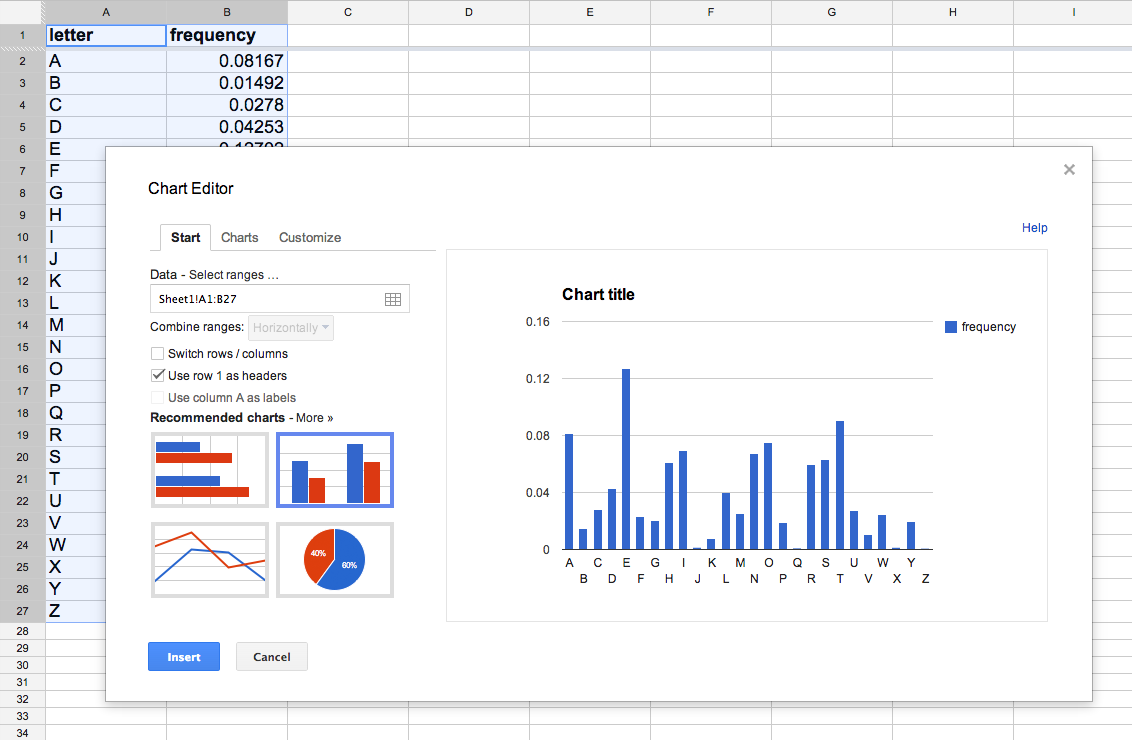 A B C D E F G H I
1 letter frequency
2 A 0.08167
3 B 0.01492
4 C 0.0278
5 D 0.04253
6 E
7 F
8 G
9 H
10 I
11 J
12 K
13 L
14 M
15 N
16 O
17 P
18 Q
19 R
20 S
21 T
22 U
23 V
24 W
25 X
26 Y
27 Z
28
29
30
31
32
33
34
Chart Editor
×
Help
Start Charts Customize
Data - Select ranges ...
Sheet1!A1:B27
Combine ranges: Horizontally
Switch rows / columns
Use row 1 as headers
Use column A as labels
Recommended charts - More »
40%
60%
Insert Cancel
Chart title
frequency
0.16
0.12
0.08
0.04
0
A C E G I K M O Q S U W Y
B D F H J L N P R T V X Z